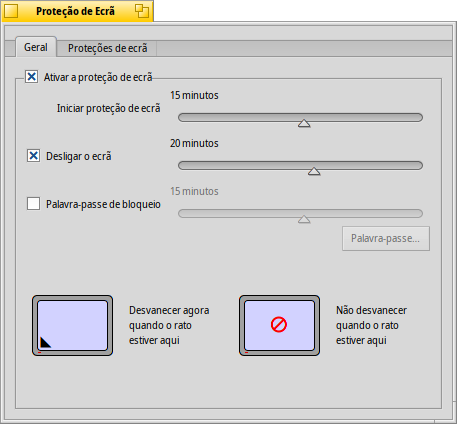 Proteção de Ecrã
Geral
Proteções de ecrã
Ativar a proteção de ecrã
15 minutos
Iniciar proteção de ecrã
20 minutos
Desligar o ecrã
15 minutos
Palavra-passe de bloqueio
Palavra-passe...
Desvanecer agora
quando o rato
estiver aqui
Não desvanecer
quando o rato
estiver aqui